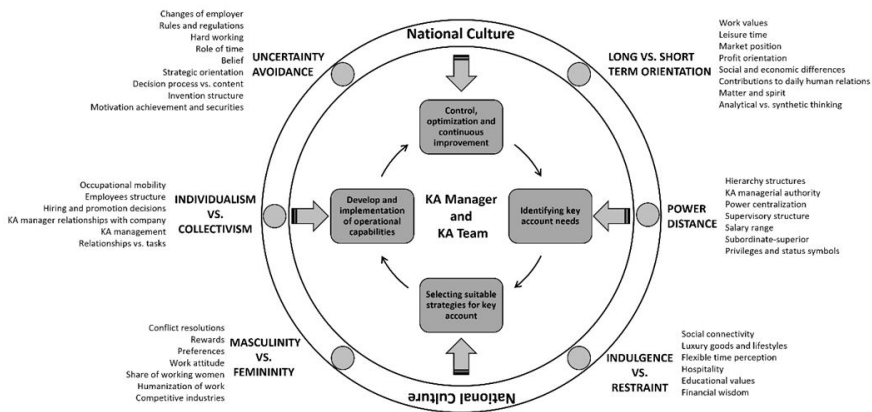 National Culture
Changes of employer
Rules and regulations
Hard working
Role of time
Belief
Strategic orientation
Decision process vs. content
Invention structure
Motivation achievement and securities
UNCERTAINTY
AVOIDANCE
LONG VS. SHORT
TERM ORIENTATION
Work values
Leisure time
Market position
Profit orientation
Social and economic differences
Contributions to daily human relations
Matter and spirit
Analytical vs. synthetic thinking
Control,
optimization and
continuous
improvement
Occupational mobility
Employees structure
Hiring and promotion decisions
KA manager relationships with company
KA management
Relationships vs. tasks
INDIVIDUALISM
VS.
COLLECTIVISM
Develop and
implementation
of operational
capabilities
KA Manager
and
KA Team
Identifying key
account needs
POWER
DISTANCE
Hierarchy structures
KA managerial authority
Power centralization
Supervisory structure
Salary range
Subordinate-superior
Privileges and status symbols
Selecting suitable
strategies for key
account
Conflict resolutions
Rewards
Preferences
Work attitude
Share of working women
Humanization of work
Competitive industries
MASCULINITY
VS.
FEMININITY
INDULGENCE
VS.
RESTRAINT
Social connectivity
Luxury goods and lifestyles
Flexible time perception
Hospitality
Educational values
Financial wisdom
National Culture